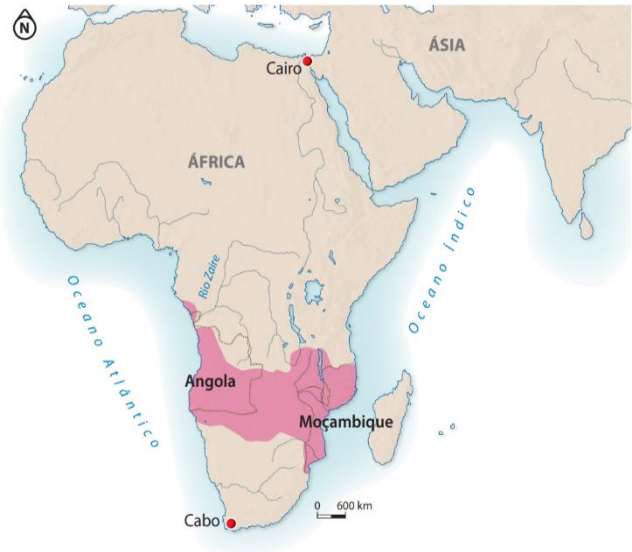 N
ÁSIA
Cairo
ÁFRICA
Oceano Índico
Rio Zaire
Oceano Atlântico
Angola
Moçambique
0 600 km
Cabo